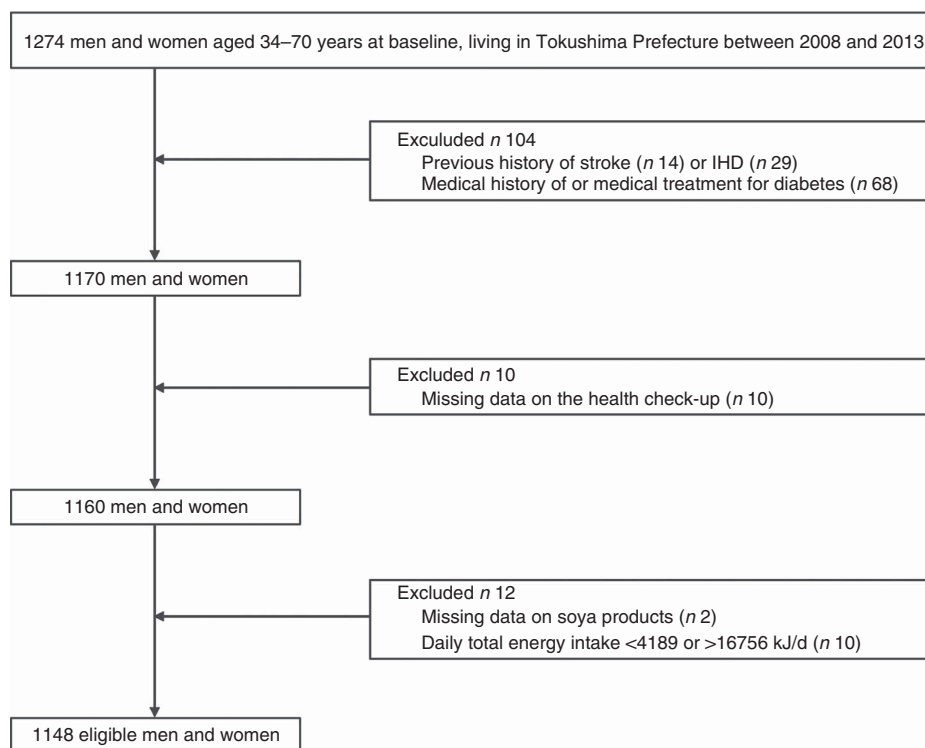 1274 men and women aged 34–70 years at baseline, living in Tokushima Prefecture between 2008 and 2013
Exculuded n 104
Previous history of stroke (n 14) or IHD (n 29)
Medical history of or medical treatment for diabetes (n 68)
1170 men and women
Excluded n 10
Missing data on the health check-up (n 10)
1160 men and women
Excluded n 12
Missing data on soya products (n 2)
Daily total energy intake <4189 or >16756 kJ/d (n 10)
1148 eligible men and women